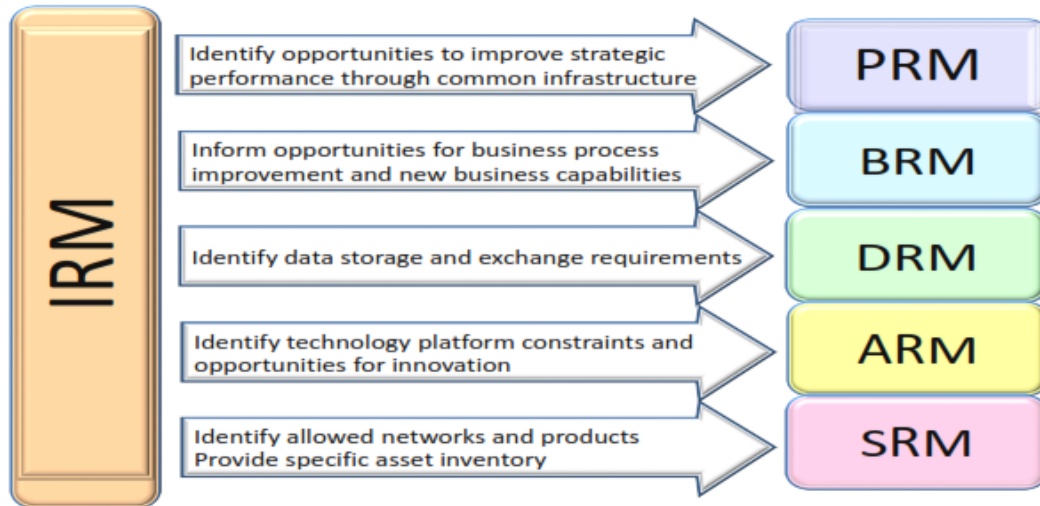 IRM
Identify opportunities to improve strategic
performance through common infrastructure
PRM
Inform opportunities for business process
improvement and new business capabilities
BRM
Identify data storage and exchange requirements
DRM
Identify technology platform constraints and
opportunities for innovation
ARM
Identify allowed networks and products
Provide specific asset inventory
SRM